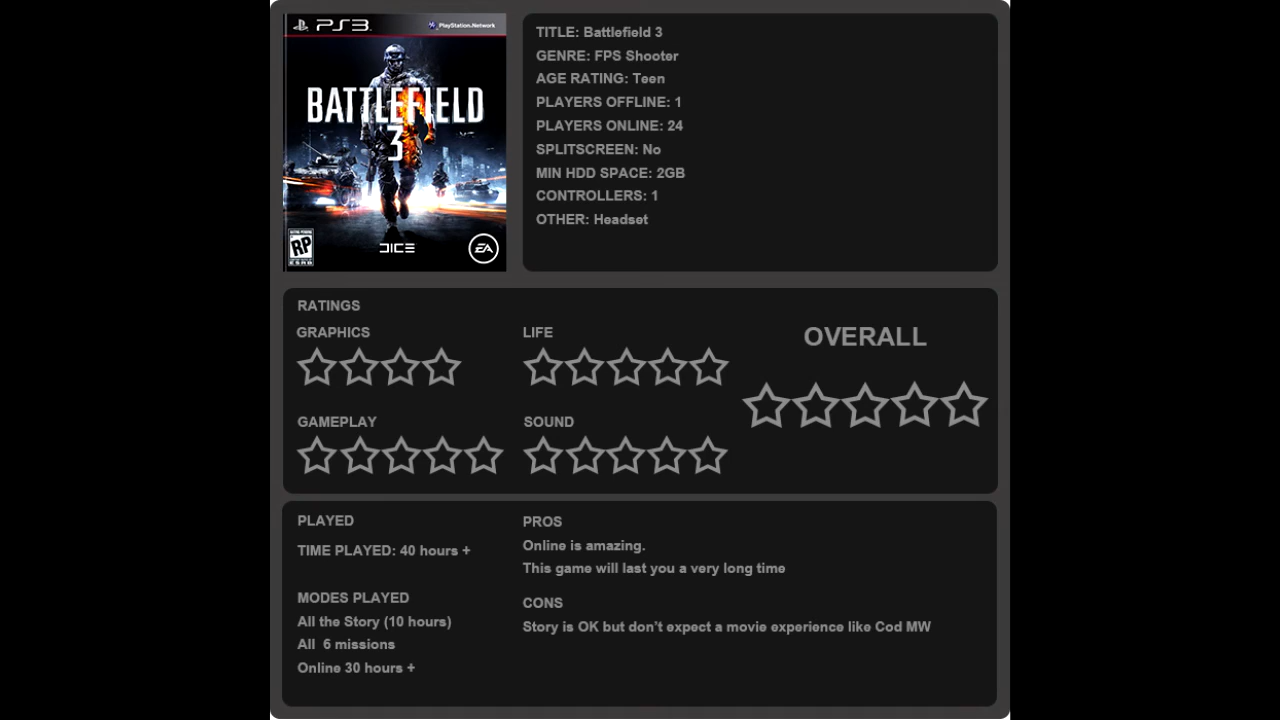 PS3
PlayStation Network
BATTLEFIELD
3
RP
ESRB
DICE
EA
TITLE: Battlefield 3
GENRE: FPS Shooter
AGE RATING: Teen
PLAYERS OFFLINE: 1
PLAYERS ONLINE: 24
SPLITSCREEN: No
MIN HDD SPACE: 2GB
CONTROLLERS: 1
OTHER: Headset
RATINGS
GRAPHICS
LIFE
OVERALL
GAMEPLAY
SOUND
PLAYED
TIME PLAYED: 40 hours +
MODES PLAYED
All the Story (10 hours)
All 6 missions
Online 30 hours +
PROS
Online is amazing.
This game will last you a very long time
CONS
Story is OK but don't expect a movie experience like Cod MW